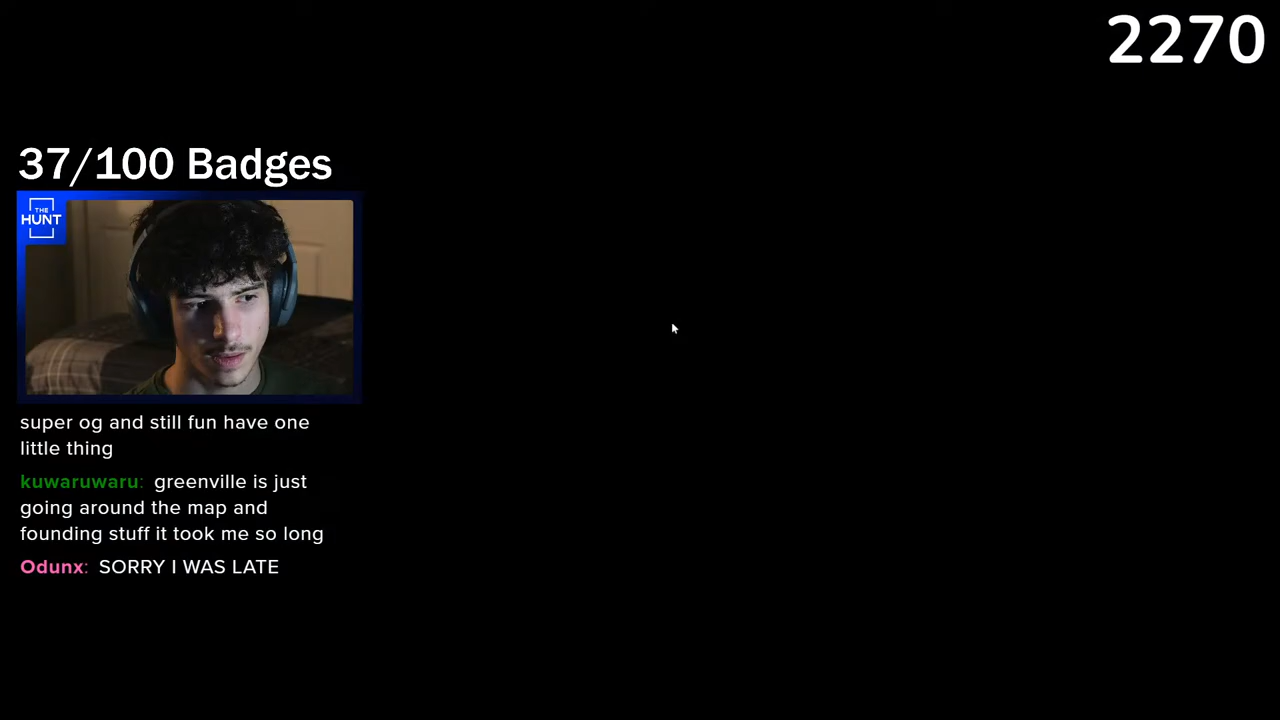 2270
37/100 Badges
THE
HUNT
super og and still fun have one
little thing
kuwaruwaru: greenville is just
going around the map and
founding stuff it took me so long
Odunx: SORRY I WAS LATE